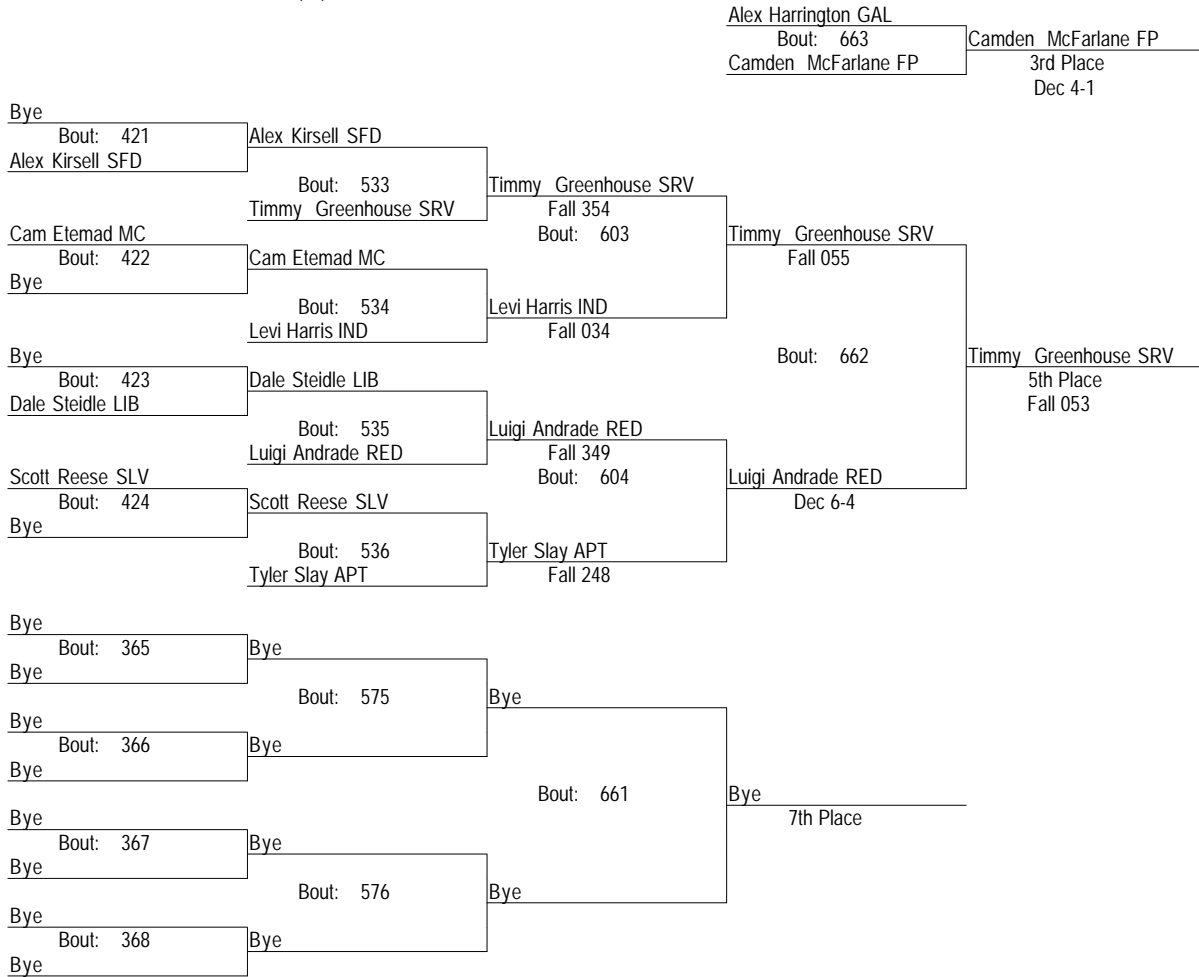 Alex Harrington GAL
Bout: 663
Camden McFarlane FP
Camden McFarlane FP
3rd Place
Dec 4-1
Bye
Bout: 421
Alex Kirsell SFD
Alex Kirsell SFD
Bout: 533
Timmy Greenhouse SRV
Timmy Greenhouse SRV
Fall 354
Bout: 603
Cam Etemad MC
Bout: 422
Bye
Cam Etemad MC
Bout: 534
Levi Harris IND
Levi Harris IND
Fall 034
Timmy Greenhouse SRV
Fall 055
Bout: 662
Timmy Greenhouse SRV
5th Place
Fall 053
Bye
Bout: 423
Dale Steidle LIB
Dale Steidle LIB
Bout: 535
Luigi Andrade RED
Luigi Andrade RED
Fall 349
Bout: 604
Scott Reese SLV
Bout: 424
Bye
Scott Reese SLV
Bout: 536
Tyler Slay APT
Tyler Slay APT
Fall 248
Luigi Andrade RED
Dec 6-4
Bye
Bout: 365
Bye
Bye
Bout: 575
Bye
Bout: 366
Bye
Bye
Bye
Bout: 661
Bye
7th Place
Bye
Bout: 367
Bye
Bye
Bout: 576
Bye
Bout: 368
Bye
Bye
Bye